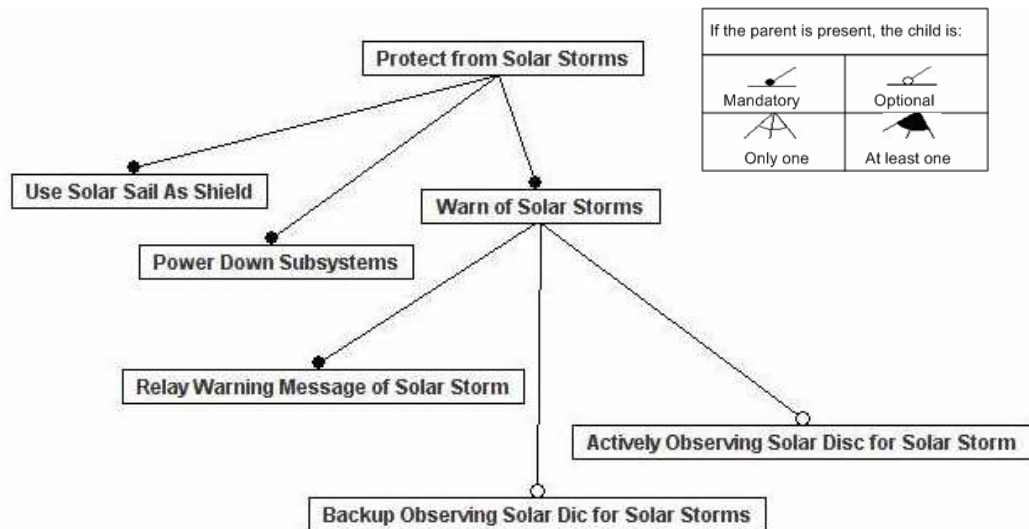 If the parent is present, the child is:
Mandatory
Optional
Only one
At least one
Protect from Solar Storms
Use Solar Sail As Shield
Warn of Solar Storms
Power Down Subsystems
Relay Warning Message of Solar Storm
Actively Observing Solar Disc for Solar Storm
Backup Observing Solar Dic for Solar Storms